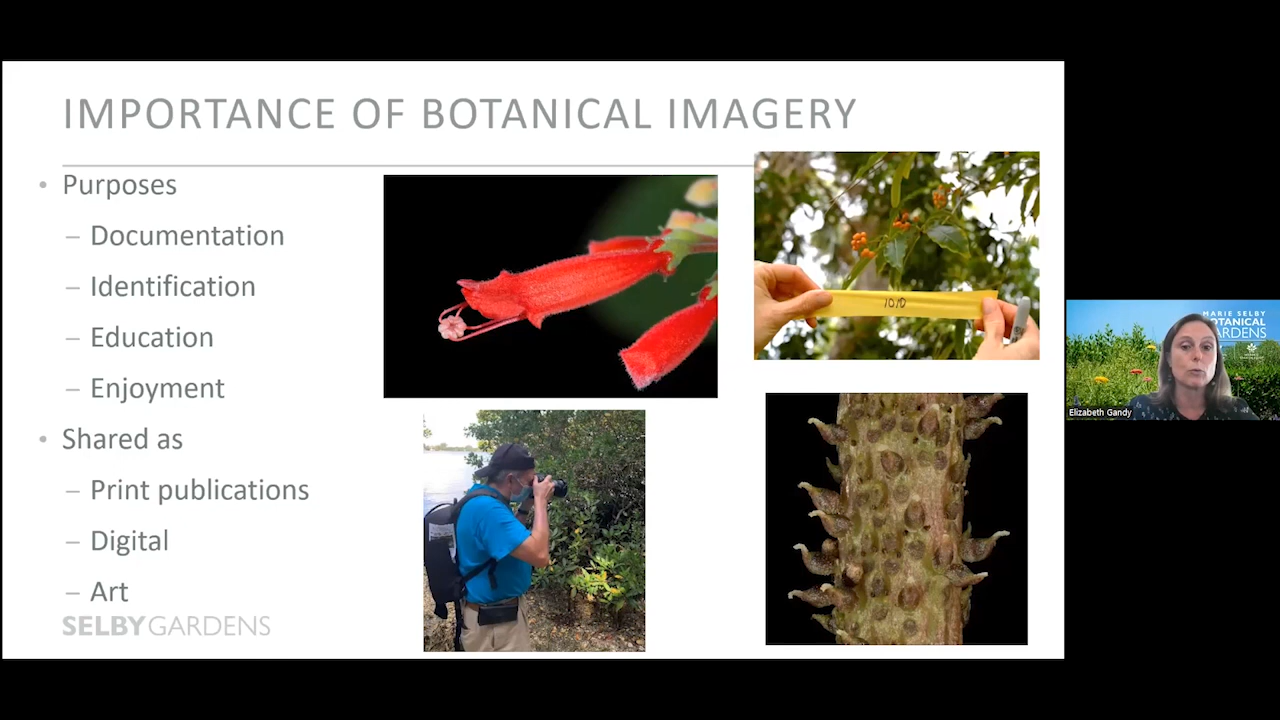 IMPORTANCE OF BOTANICAL IMAGERY
• Purposes
– Documentation
– Identification
– Education
– Enjoyment
• Shared as
– Print publications
– Digital
– Art
SELBY GARDENS
1010
MARIE SELBY
BOTANICAL
GARDENS
Elizabeth Gandy